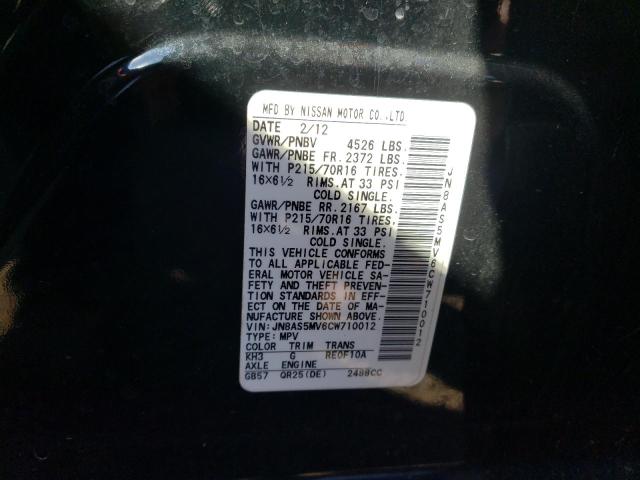 MFD BY NISSAN MOTOR CO.,LTD.
DATE 2/12
GVWR/PNBV 4526 LBS.
GAWR/PNBE FR. 2372 LBS.
WITH P215/70R16 TIRES,
16×6½ RIMS. AT 33 PSI
COLD SINGLE.
GAWR/PNBE RR. 2167 LBS.
WITH P215/70R16 TIRES,
16×6½ RIMS. AT 33 PSI
COLD SINGLE.
THIS VEHICLE CONFORMS
TO ALL APPLICABLE FED-
ERAL MOTOR VEHICLE SA-
FETY AND THEFT PREVEN-
TION STANDARDS IN EFF-
ECT ON THE DATE OF MA-
NUFACTURE SHOWN ABOVE.
VIN: JN8AS5MV6CW710012
TYPE: MPV
COLOR TRIM TRANS
KH3 G RE0F10A
AXLE ENGINE
GB57 QR25(DE) 2488CC
JN8AS5MV6CW710012